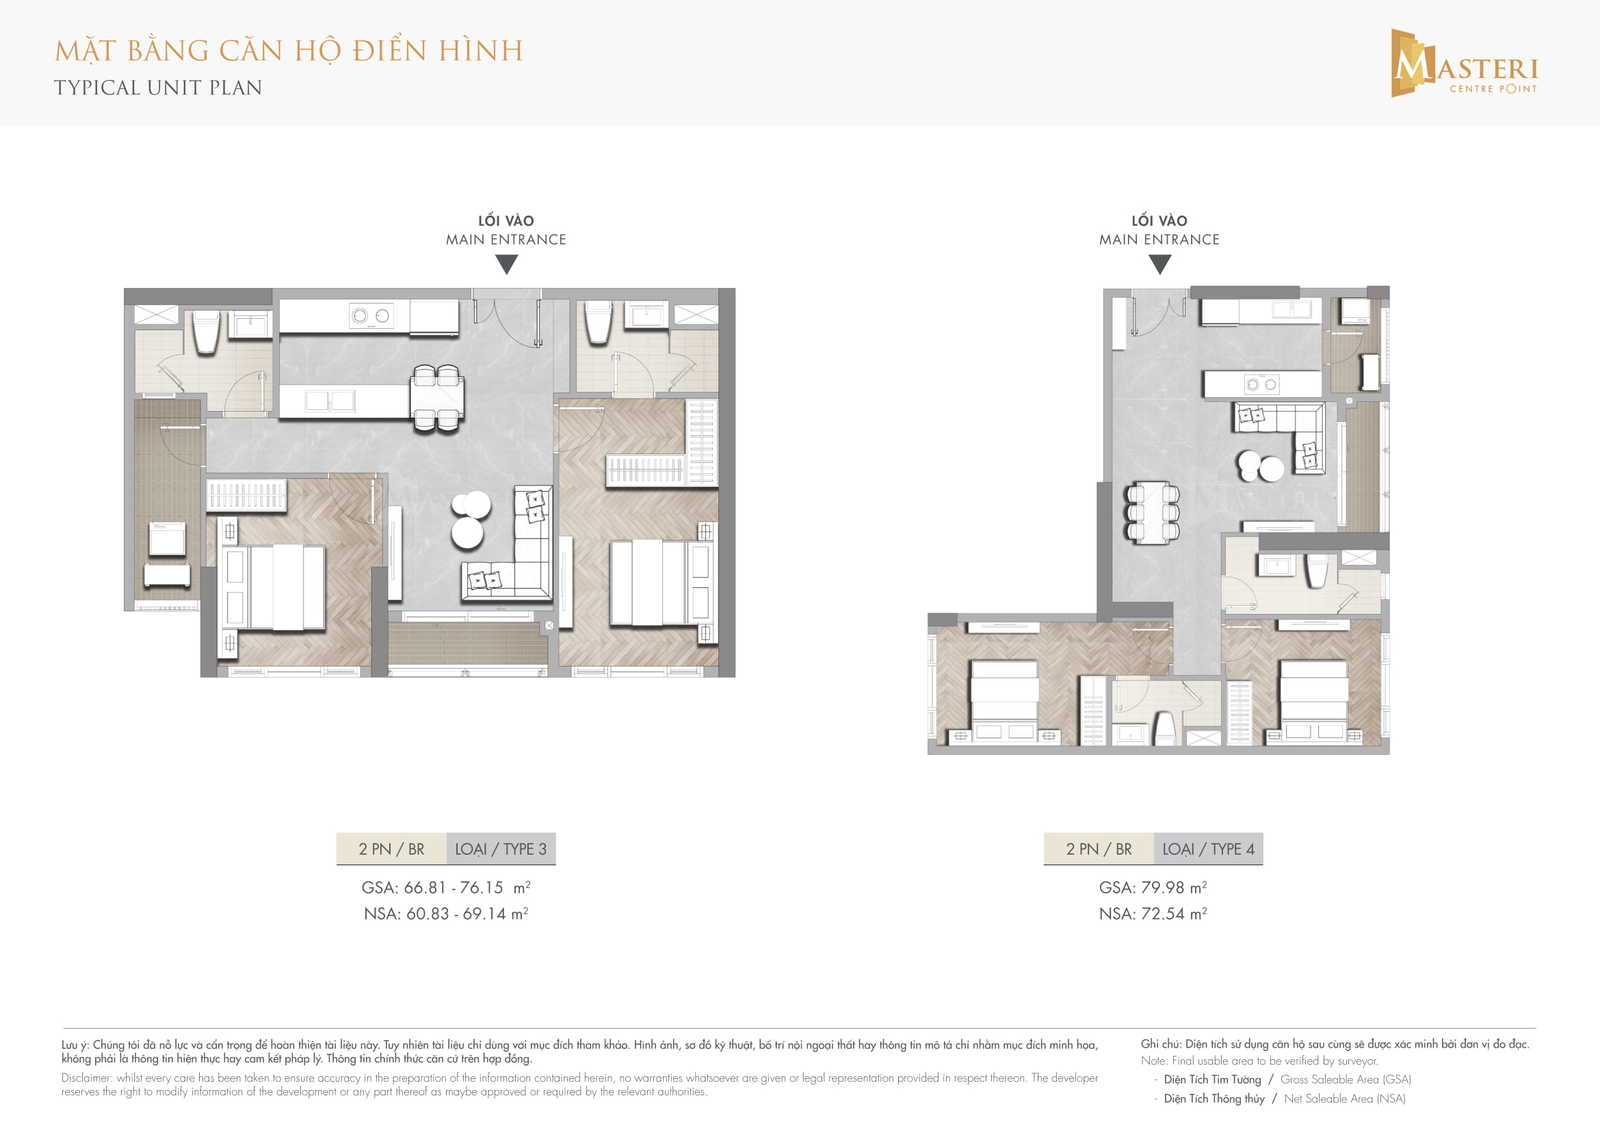 MẶT BẰNG CĂN HỘ ĐIỂN HÌNH
TYPICAL UNIT PLAN
MASTERI
CENTRE POINT
LỐI VÀO
MAIN ENTRANCE
LỐI VÀO
MAIN ENTRANCE
2 PN / BR LOẠI / TYPE 3
GSA: 66.81 - 76.15 m²
NSA: 60.83 - 69.14 m²
2 PN / BR LOẠI / TYPE 4
GSA: 79.98 m²
NSA: 72.54 m²
Lưu ý: Chúng tôi đã nỗ lực và cẩn trọng để hoàn thiện tài liệu này. Tuy nhiên tài liệu chỉ dùng với mục đích tham khảo. Hình ảnh, sơ đồ kỹ thuật, bố trí nội ngoại thất hay thông tin mô tả chỉ nhằm mục đích minh họa,
không phải là thông tin hiện thực hay cam kết pháp lý. Thông tin chính thức căn cứ trên hợp đồng.
Disclaimer: whilst every care has been taken to ensure accuracy in the preparation of the information contained herein, no warranties whatsoever are given or legal representation provided in respect thereon. The developer
reserves the right to modify information of the development or any part thereof as maybe approved or required by the relevant authorities.
Ghi chú: Diện tích sử dụng căn hộ sau cùng sẽ được xác minh bởi đơn vị đo đạc.
Note: Final usable area to be verified by surveyor.
- Diện Tích Tim Tường / Gross Saleable Area (GSA)
- Diện Tích Thông thủy / Net Saleable Area (NSA)